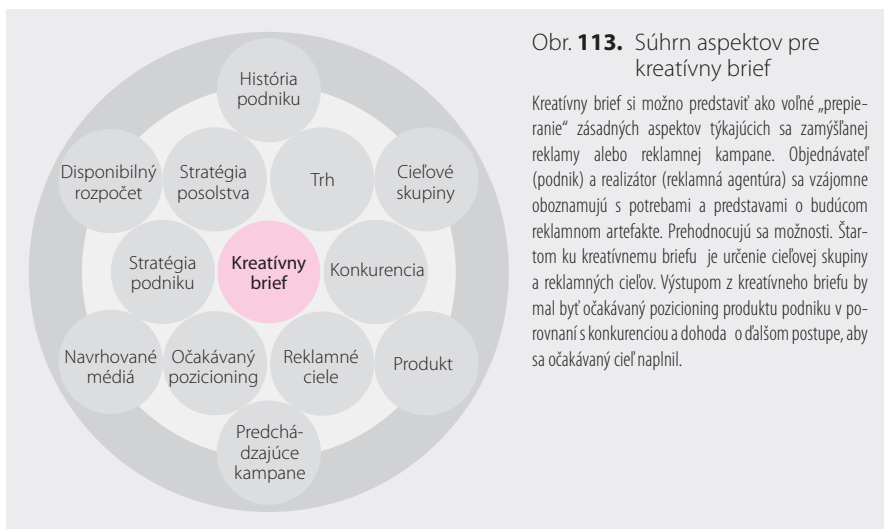 História
podniku
Disponibilný
rozpočet
Stratégia
posolstva
Trh
Cieľové
skupiny
Stratégia
podniku
Kreatívny
brief
Konkurencia
Navrhované
médiá
Očakávaný
pozicioning
Reklamné
ciele
Produkt
Predchá-
dzajúce
kampane
Obr. 113. Súhrn aspektov pre
kreatívny brief
Kreatívny brief si možno predstaviť ako voľné „prepie-
ranie“ zásadných aspektov týkajúcich sa zamýšľanej
reklamy alebo reklamnej kampane. Objednávateľ
(podnik) a realizátor (reklamná agentúra) sa vzájomne
oboznamujú s potrebami a predstavami o budúcom
reklamnom artefakte. Prehodnocujú sa možnosti. Štar-
tom ku kreatívnemu briefu je určenie cieľovej skupiny
a reklamných cieľov. Výstupom z kreatívneho briefu by
mal byť očakávaný pozicioning produktu podniku v po-
rovnaní s konkurenciou a dohoda o ďalšom postupe, aby
sa očakávaný cieľ naplnil.